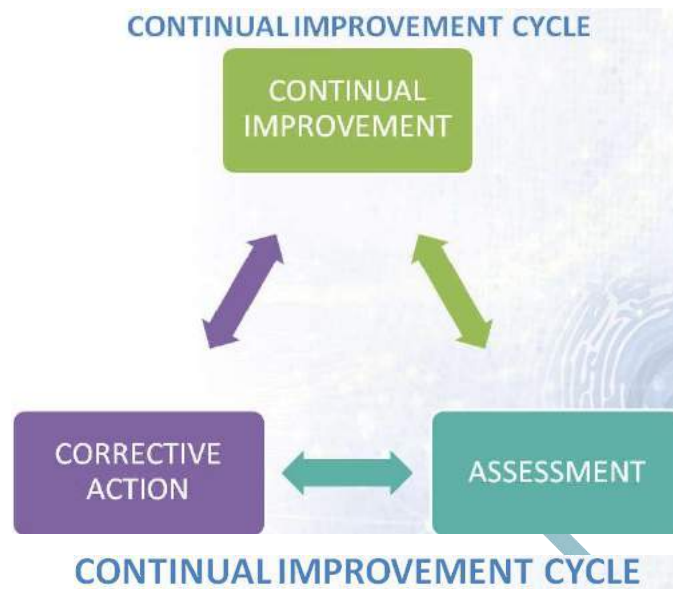 CONTINUAL IMPROVEMENT CYCLE
CONTINUAL
IMPROVEMENT
CORRECTIVE
ACTION
ASSESSMENT
CONTINUAL IMPROVEMENT CYCLE